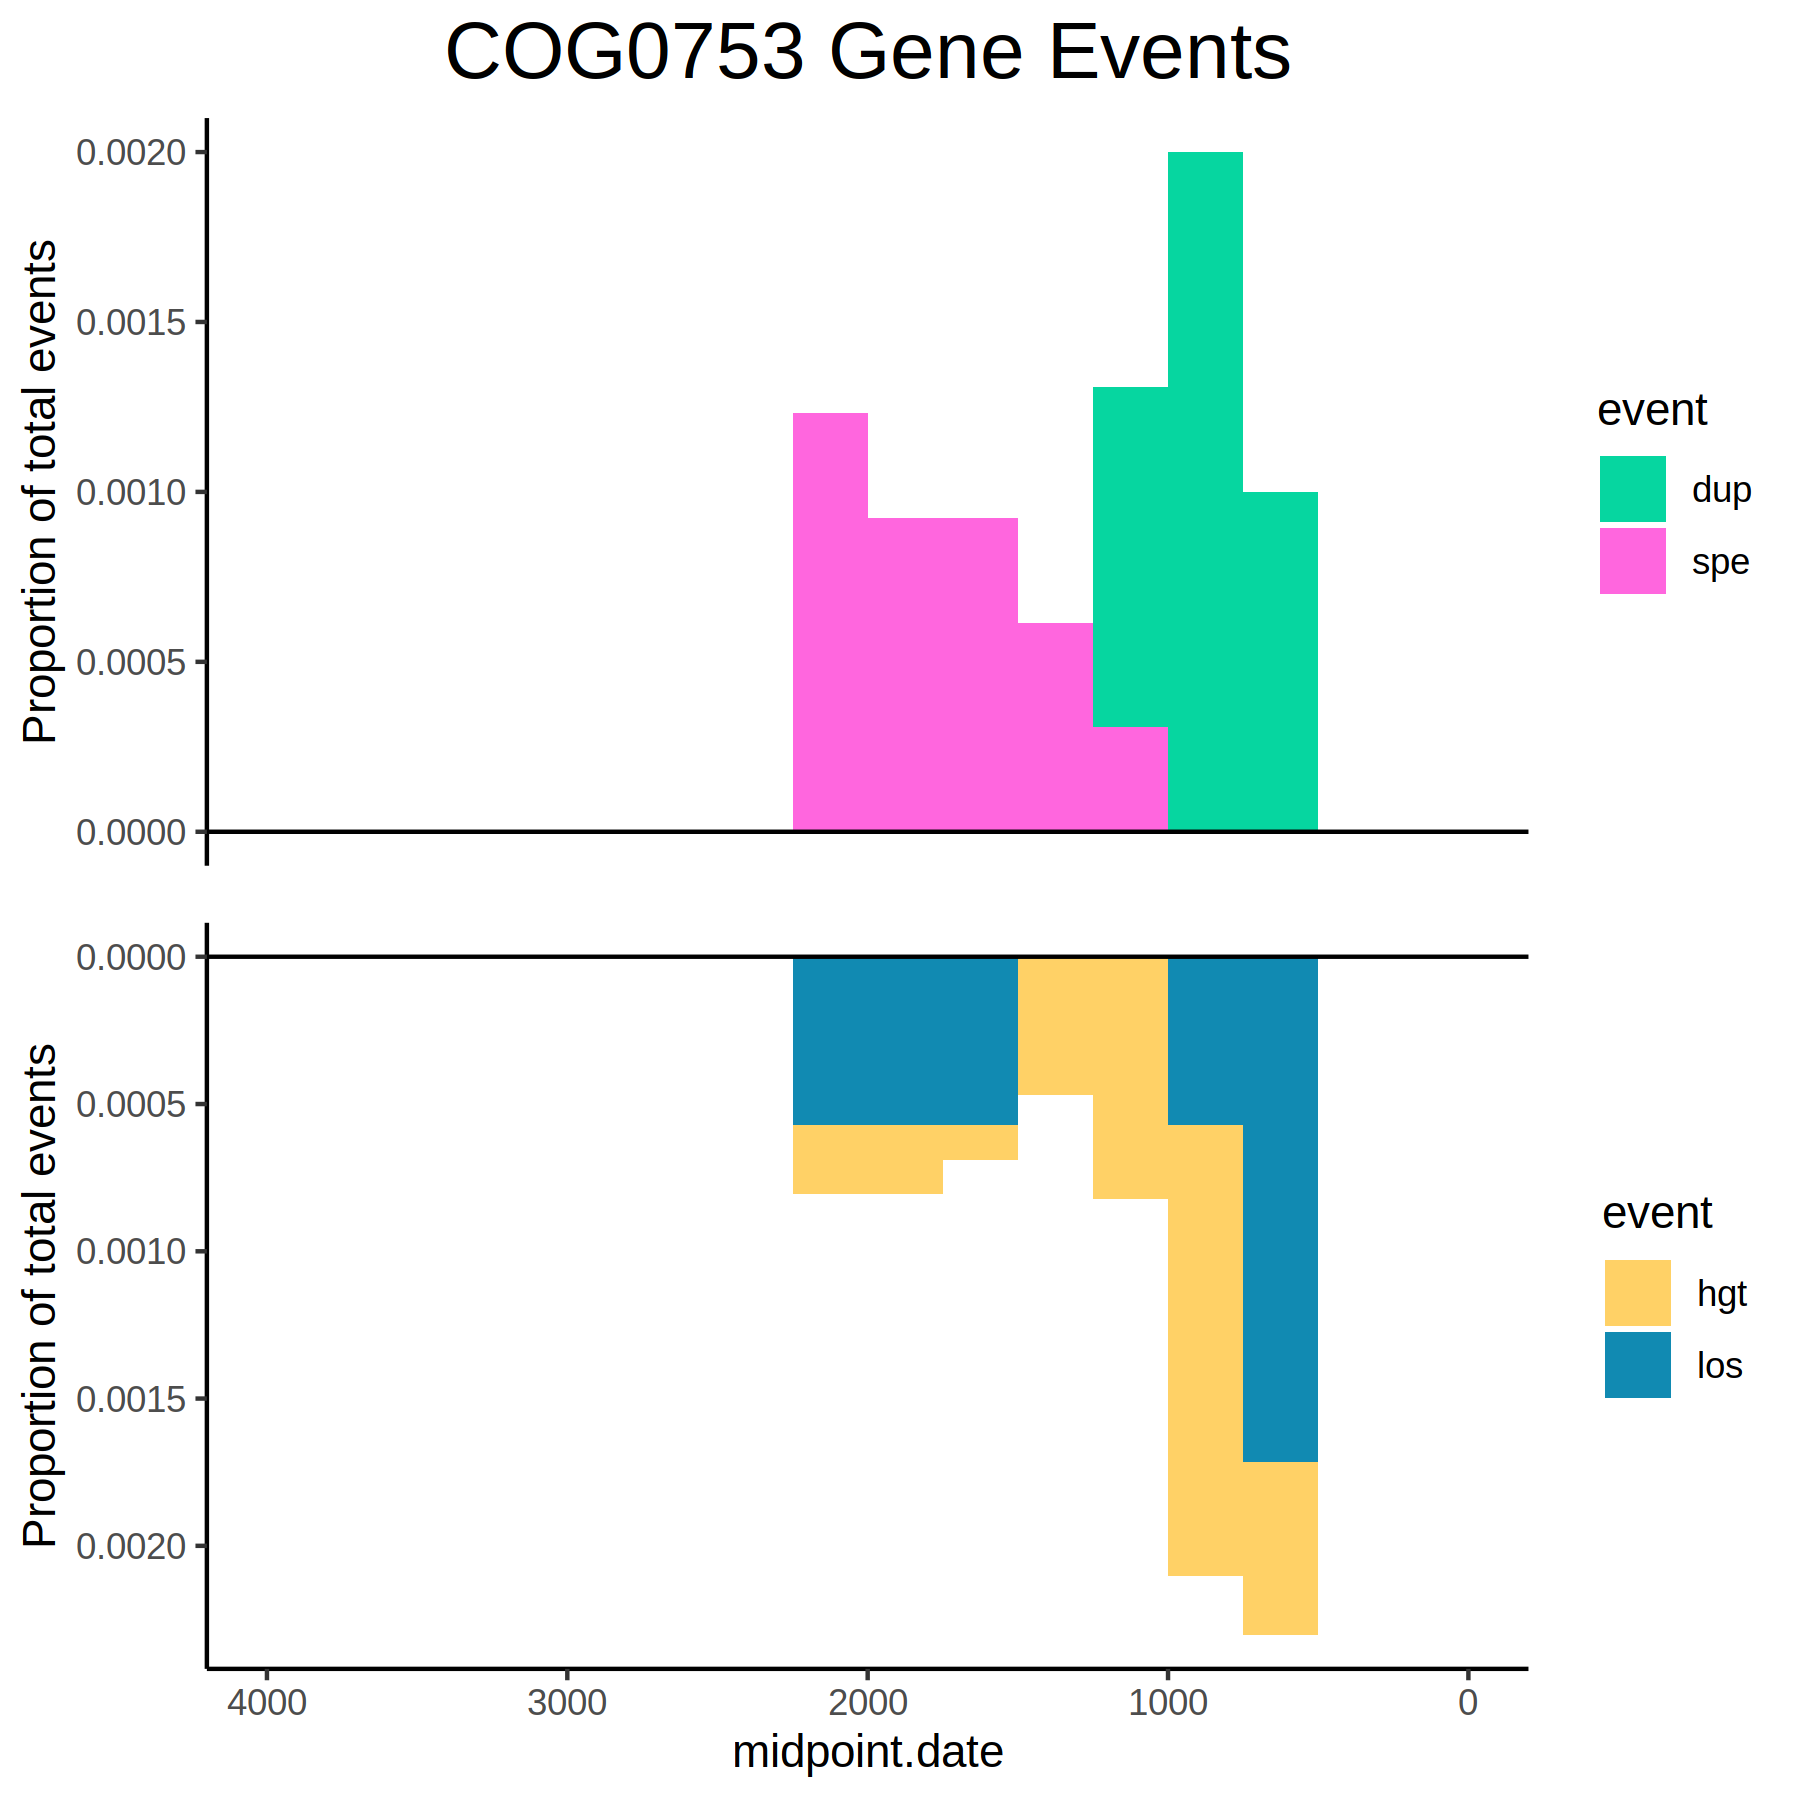 COG0753 Gene Events
Proportion of total events
0.0020
0.0015
0.0010
0.0005
0.0000
event
dup
spe
Proportion of total events
0.0000
0.0005
0.0010
0.0015
0.0020
event
hgt
los
4000 3000 2000 1000 0
midpoint.date